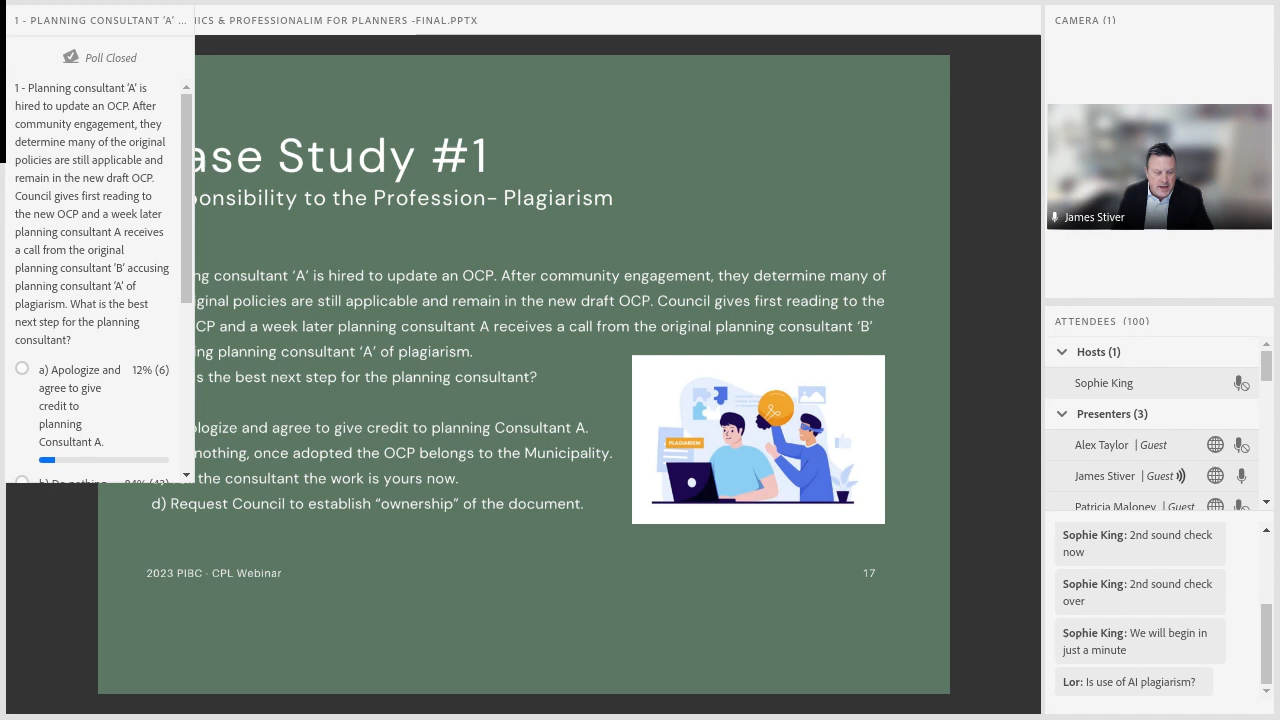 1 - PLANNING CONSULTANT 'A' ...
ICS & PROFESSIONALIM FOR PLANNERS -FINAL.PPTX
Poll Closed
1 - Planning consultant 'A' is
hired to update an OCP. After
community engagement, they
determine many of the original
policies are still applicable and
remain in the new draft OCP.
Council gives first reading to
the new OCP and a week later
planning consultant A receives
a call from the original
planning consultant 'B' accusing
planning consultant 'A' of
plagiarism. What is the best
next step for the planning
consultant?
a) Apologize and 12% (6)
agree to give
credit to
planning
Consultant A.
ase Study #1
onsibility to the Profession- Plagiarism
ng consultant 'A' is hired to update an OCP. After community engagement, they determine many of
ginal policies are still applicable and remain in the new draft OCP. Council gives first reading to the
CP and a week later planning consultant A receives a call from the original planning consultant 'B'
ing planning consultant 'A' of plagiarism.
s the best next step for the planning consultant?
ologize and agree to give credit to planning Consultant A.
nothing, once adopted the OCP belongs to the Municipality.
the consultant the work is yours now.
d) Request Council to establish "ownership" of the document.
PLAGIARISM
2023 PIBC · CPL Webinar
17
CAMERA (1)
James Stiver
ATTENDEES (100)
Hosts (1)
Sophie King
Presenters (3)
Alex Taylor | Guest
James Stiver | Guest
Patricia Maloney | Guest
Sophie King: 2nd sound check
now
Sophie King: 2nd sound check
over
Sophie King: We will begin in
just a minute
Lor: Is use of AI plagiarism?